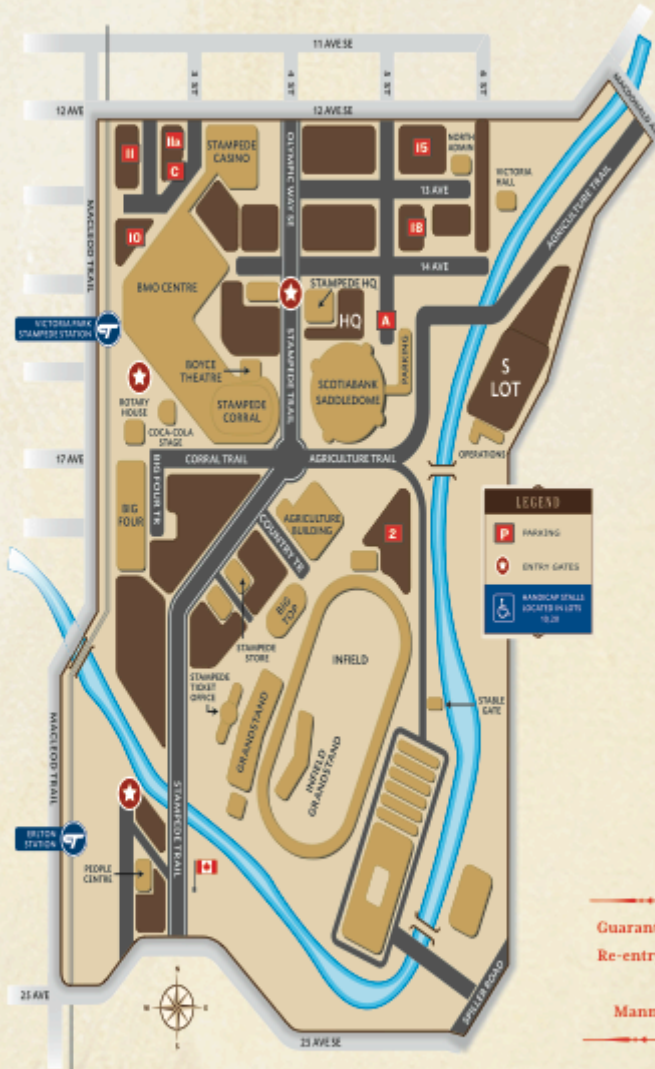 11 AVE SE
3 ST
4 ST
5 ST
6 ST
MACDONALD
12 AVE
12 AVE SE
11
11a
C
STAMPEDE
CASINO
OLYMPIC WAY SE
15
NORTH
ADMIN
13 AVE
VICTORIA
HALL
AGRICULTURE TRAIL
MACLEOD TRAIL
10
18
14 AVE
BMO CENTRE
STAMPEDE HQ
HQ
A
VICTORIA PARK
STAMPEDE STATION
STAMPEDE TRAIL
PARKING
S
LOT
BOYCE
THEATRE
SCOTIABANK
SADDLEDOME
ROTARY
HOUSE
COCA-COLA
STAGE
STAMPEDE
CORRAL
OPERATIONS
17 AVE
CORRAL TRAIL
AGRICULTURE TRAIL
BIG FOUR TR
BIG
FOUR
AGRICULTURE
BUILDING
COUNTRY TR
2
LEGEND
P PARKING
ENTRY GATES
HANDICAP STALLS
LOCATED IN LOTS
BIG
TOP
INFIELD
STAMPEDE
STORE
STAMPEDE
TICKET
OFFICE
STABLE
GATE
GRANDSTAND
INFIELD
GRANDSTAND
MACLEOD TRAIL
STAMPEDE TRAIL
ERLTON
STATION
PEOPLE
CENTRE
Guarant
Re-entry
Mann
SPILLER ROAD
25 AVE
N
W
E
S
25 AVE SE